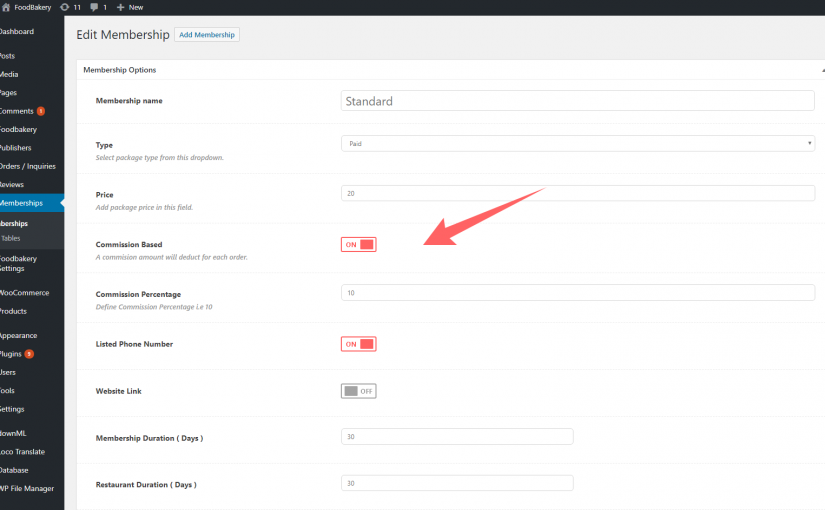 FoodBakery 11 1 New
Dashboard
Posts
Media
Pages
Comments 1
Foodbakery
Publishers
Orders / Inquiries
Reviews
Memberships
mberships
Tables
Foodbakery
Settings
WooCommerce
Products
Appearance
Plugins 5
Users
Tools
Settings
downML
Loco Translate
Database
WP File Manager
Edit Membership Add Membership
Membership Options
Membership name Standard
Type Paid
Select package type from this dropdown.
Price 20
Add package price in this field.
Commission Based ON
A commision amount will deduct for each order.
Commission Percentage 10
Define Commission Percentage i.e 10
Listed Phone Number ON
Website Link OFF
Membership Duration ( Days ) 30
Restaurant Duration ( Days ) 30